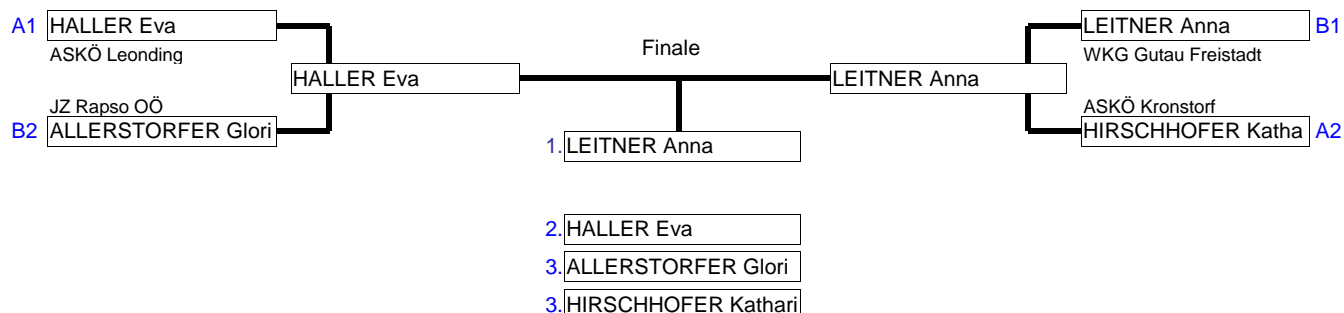 A1 HALLER Eva
ASKÖ Leonding
HALLER Eva
JZ Rapso OÖ
B2 ALLERSTORFER Glori
Finale
LEITNER Anna B1
WKG Gutau Freistadt
LEITNER Anna
ASKÖ Kronstorf
HIRSCHHOFER Katha A2
1. LEITNER Anna
2. HALLER Eva
3. ALLERSTORFER Glori
3. HIRSCHHOFER Kathari